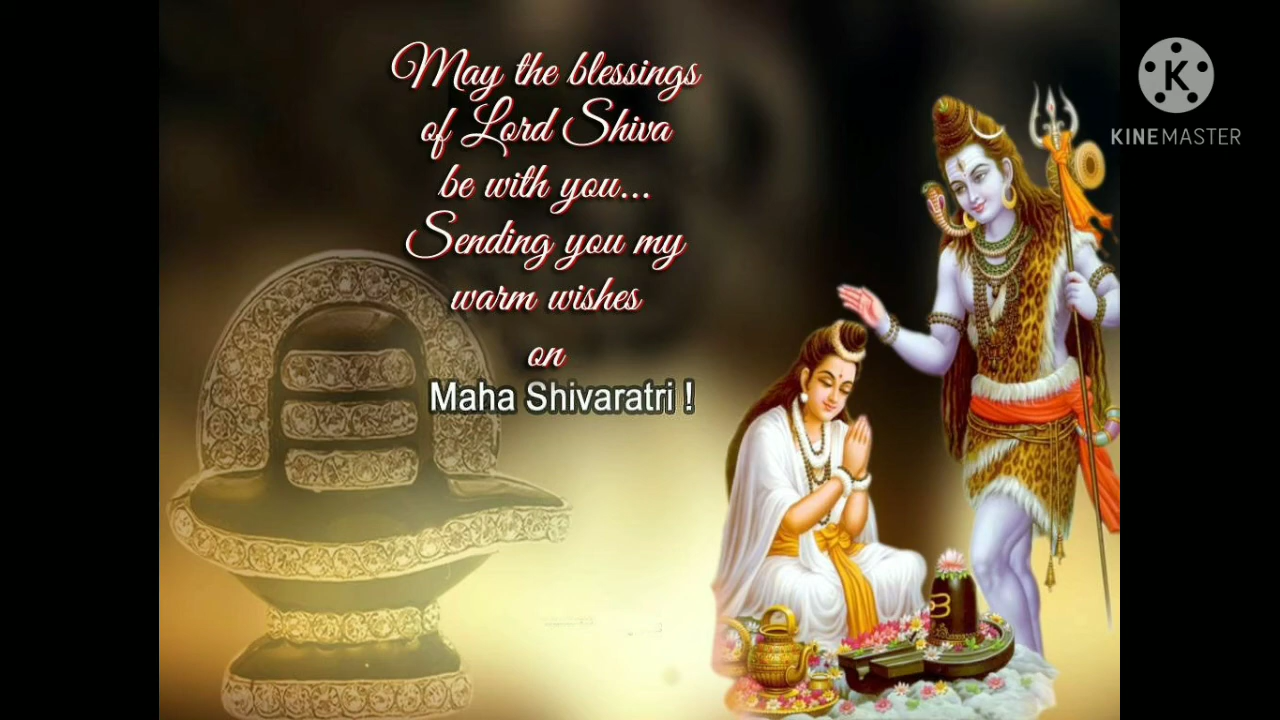 May the blessings
of Lord Shiva
be with you...
Sending you my
warm wishes
on
Maha Shivaratri !
K
KINEMASTER